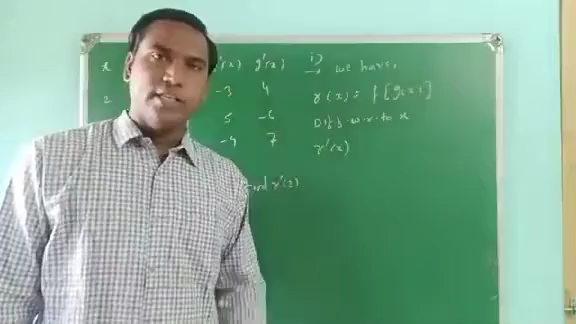 x '(x) g'(x)
2 -3 4
5 -6
-4 7
find r'(2)
i)
→ we have,
r(x) = f[g(x)]
Diff w.r.to x
r'(x)